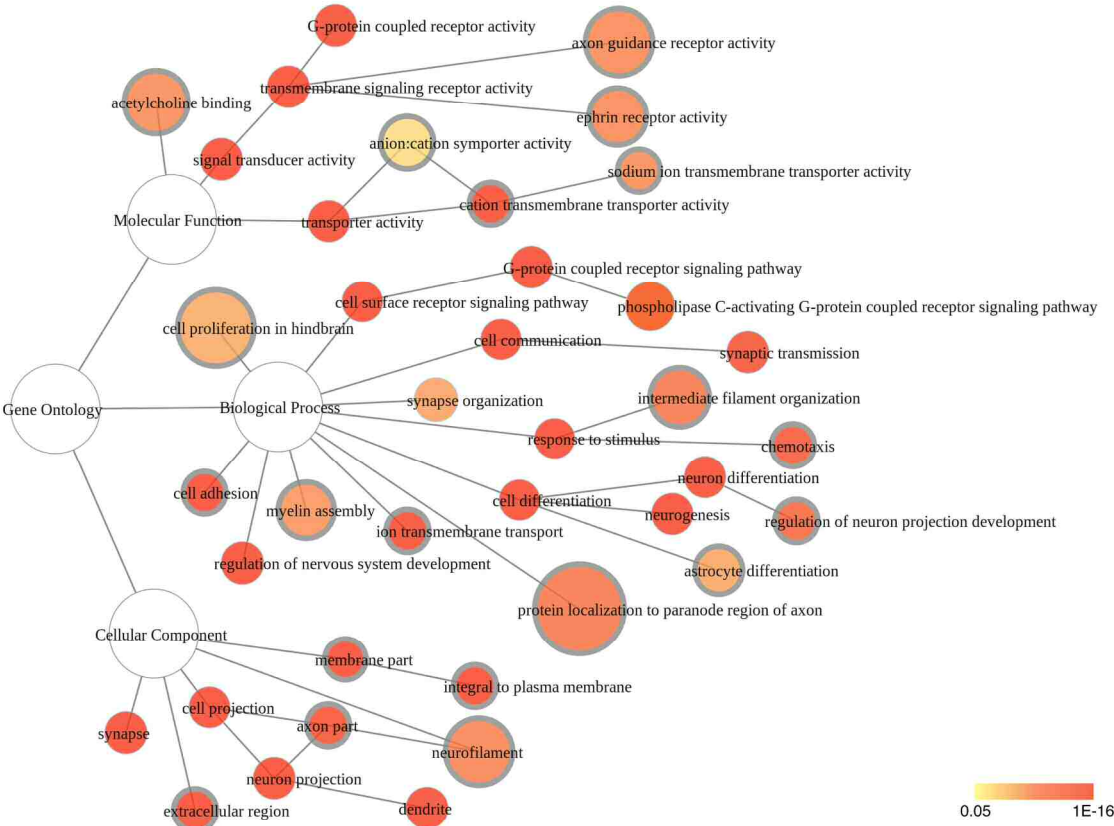 G-protein coupled receptor activity
axon guidance receptor activity
transmembrane signaling receptor activity
acetylcholine binding
ephrin receptor activity
anion:cation symporter activity
signal transducer activity
sodium ion transmembrane transporter activity
cation transmembrane transporter activity
Molecular Function
transporter activity
G-protein coupled receptor signaling pathway
cell surface receptor signaling pathway
phospholipase C-activating G-protein coupled receptor signaling pathway
cell proliferation in hindbrain
cell communication
synaptic transmission
intermediate filament organization
synapse organization
Gene Ontology
Biological Process
response to stimulus
chemotaxis
neuron differentiation
cell adhesion
cell differentiation
myelin assembly
neurogenesis
regulation of neuron projection development
ion transmembrane transport
regulation of nervous system development
astrocyte differentiation
protein localization to paranode region of axon
Cellular Component
membrane part
integral to plasma membrane
cell projection
axon part
synapse
neurofilament
neuron projection
extracellular region
dendrite
0.05
1E-16